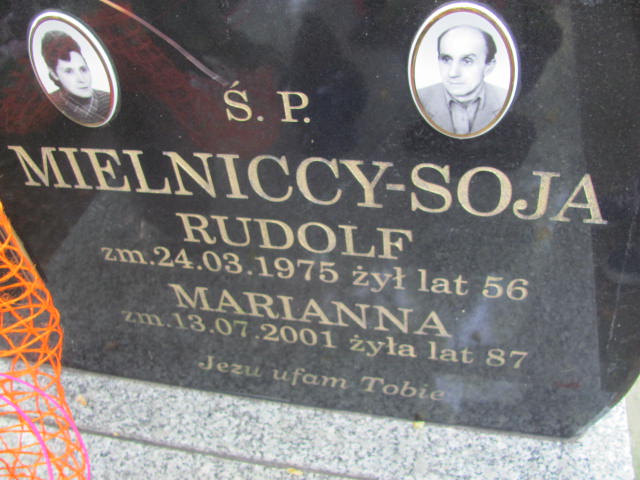 Ś. P.
MIELNICCY-SOJA
RUDOLF
zm.24.03.1975 żył lat 56
MARIANNA
zm.13.07.2001 żyła lat 87
Jezu ufam Tobie